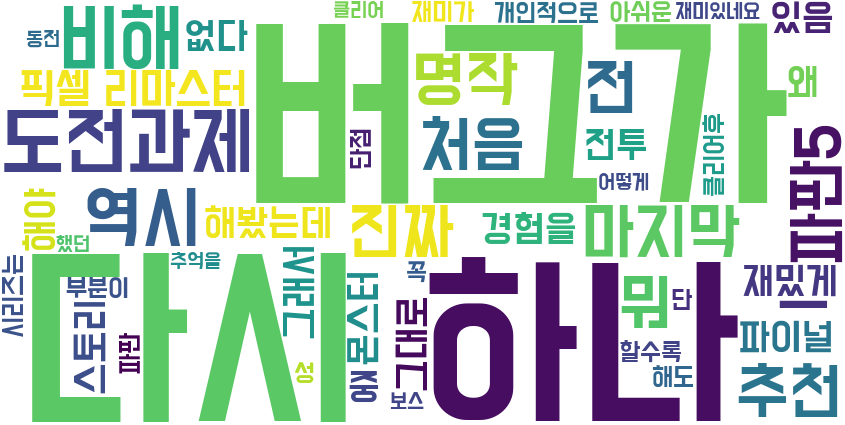 동전
비해
없다
클리어
재미가
개인적으로
아쉬운
재미있네요
있음
픽셀 리마스터
버그가
명작
전
왜
도전과제
단점
처음
전투
클리어후
파판5
어떻게
해야
했던
역시
해봤는데
진짜
경험을
마지막
추억을
시리즈는
부분이
스토리
파판
다시
그래서
성
몬스터
중
꼭
그대로
보스
하나
뭐
단
할수록
해도
재밌게
파이널
추천